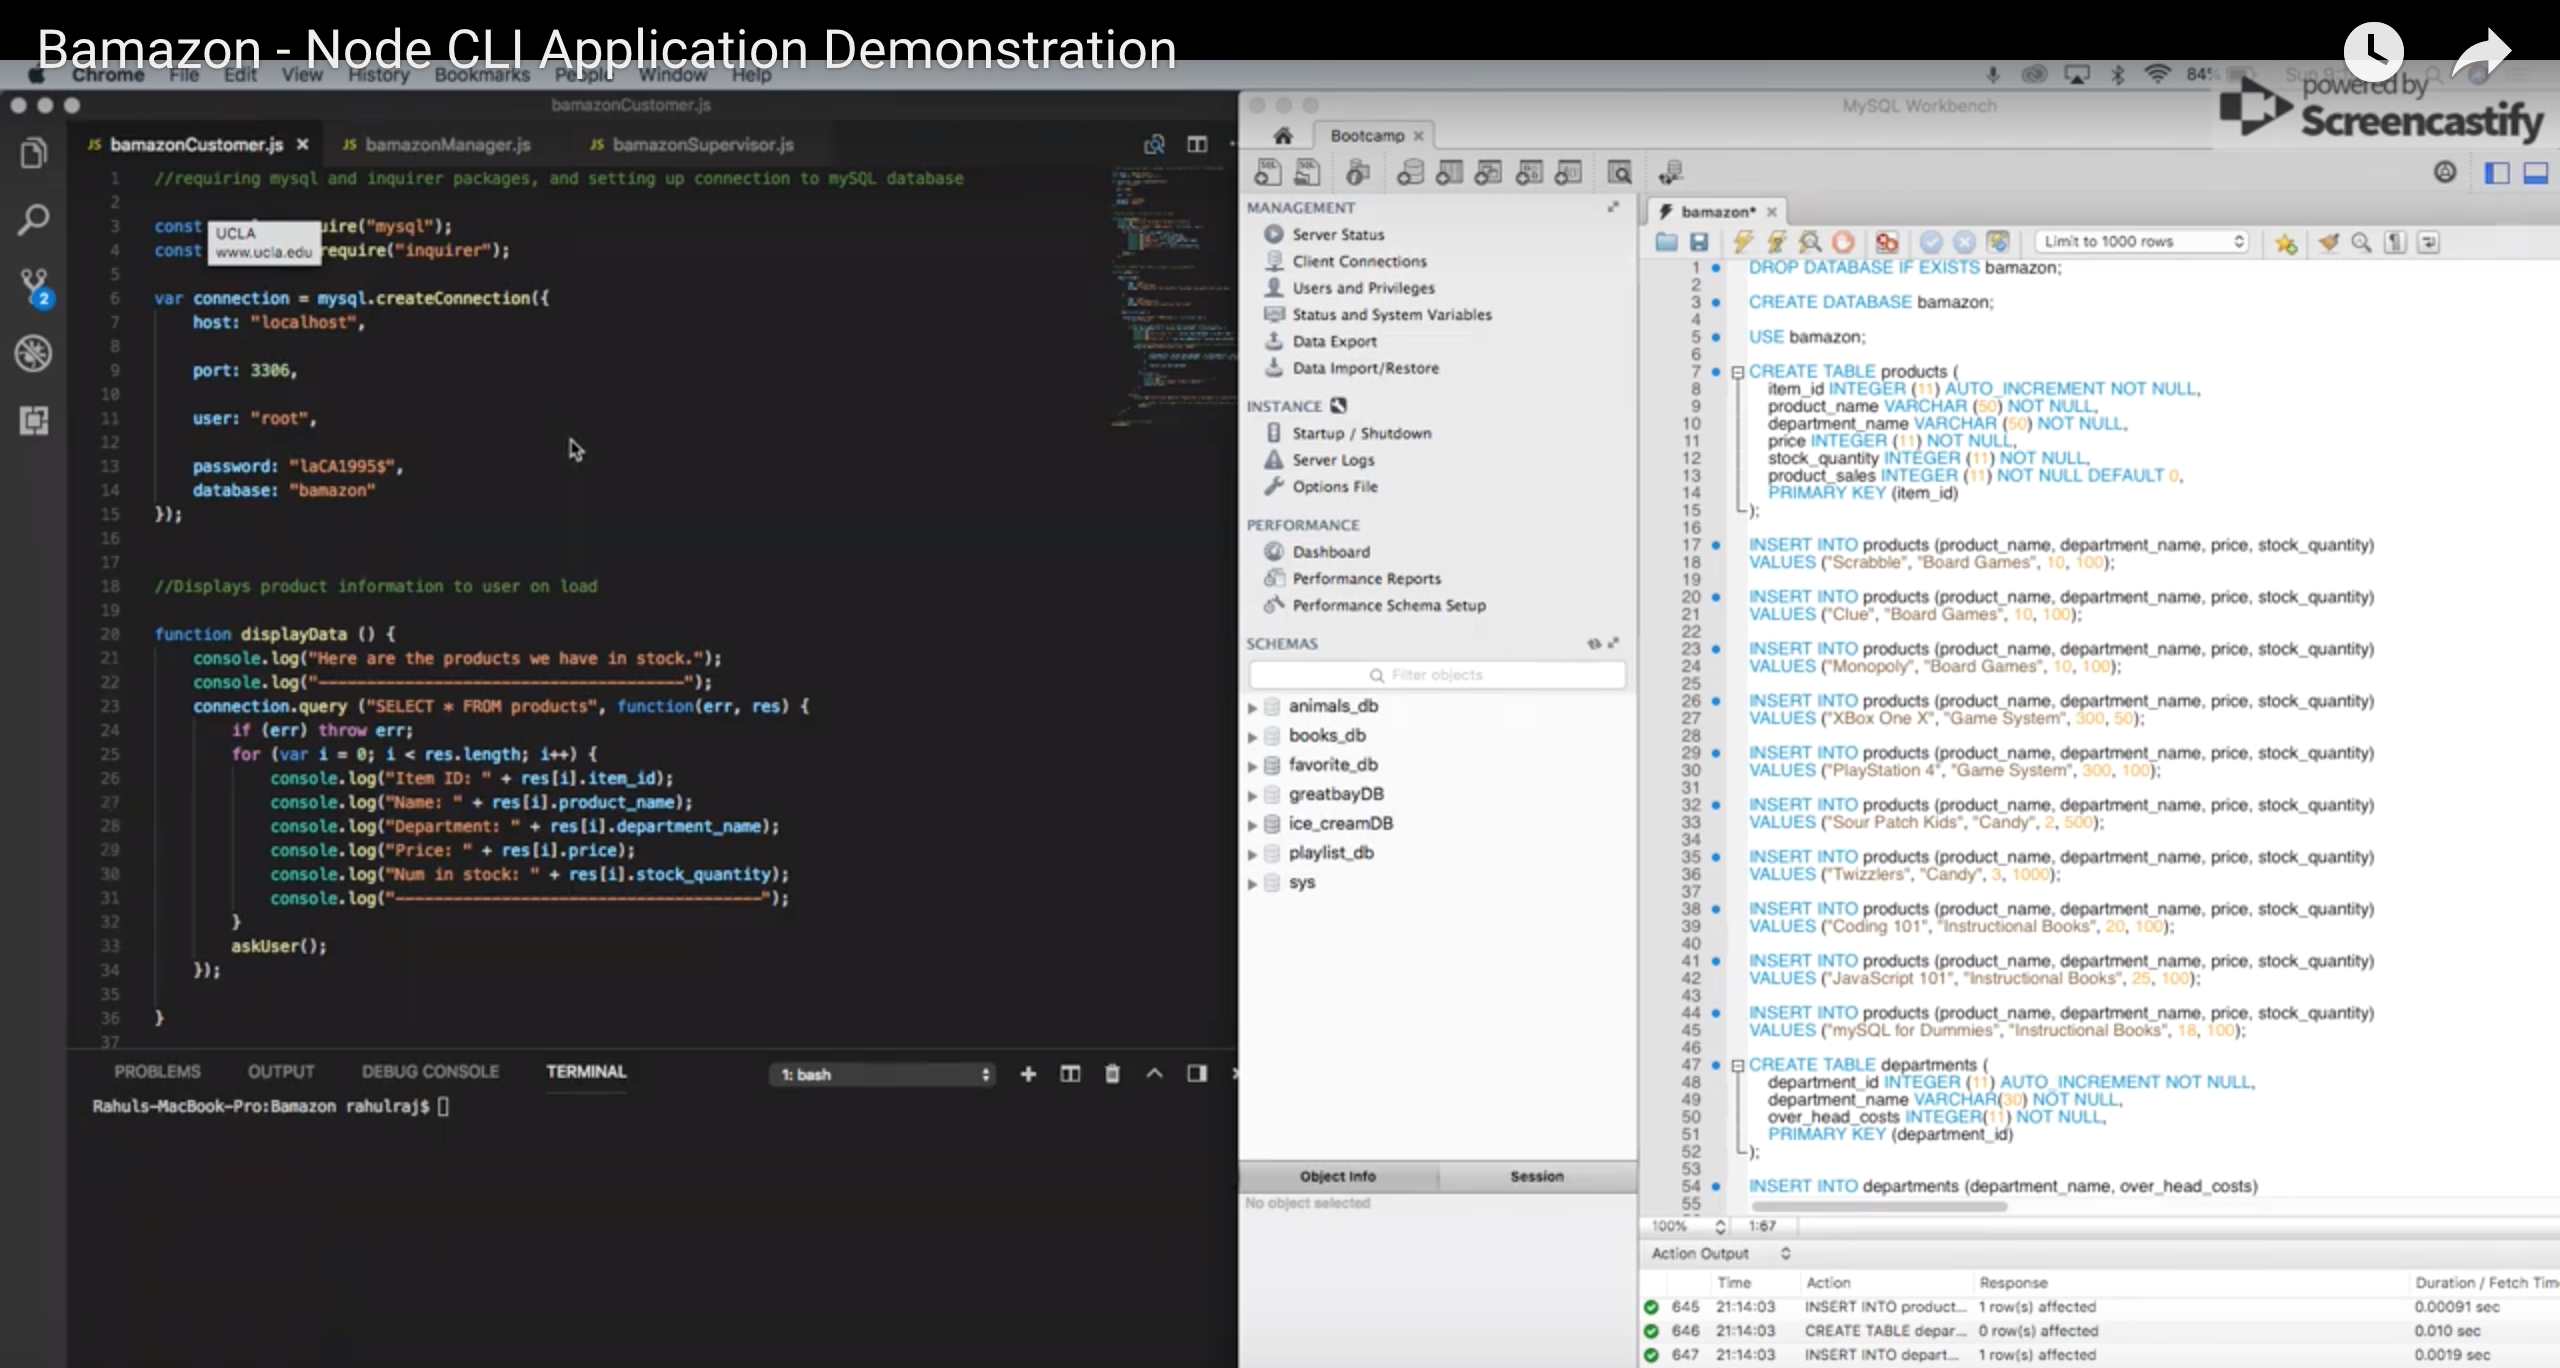 Bamazon - Node CLI Application Demonstration
Chrome File Edit View History Bookmarks People Window Help
84%
powered by
Screencastify
bamazonCustomer.js
JS bamazonCustomer.js
JS bamazonManager.js
JS bamazonSupervisor.js
2
1 //requiring mysql and inquirer packages, and setting up connection to mySQL database
2
3 const uire("mysql");
4 const require("inquirer");
UCLA
www.ucla.edu
5
6 var connection = mysql.createConnection({
7 host: "localhost",
8
9 port: 3306,
10
11 user: "root",
12
13 password: "laCA1995$",
14 database: "bamazon"
15 });
16
17
18 //Displays product information to user on load
19
20 function displayData () {
21 console.log("Here are the products we have in stock.");
22 console.log("--------------------------------------");
23 connection.query ("SELECT * FROM products", function(err, res) {
24 if (err) throw err;
25 for (var i = 0; i < res.length; i++) {
26 console.log("Item ID: " + res[i].item_id);
27 console.log("Name: " + res[i].product_name);
28 console.log("Department: " + res[i].department_name);
29 console.log("Price: " + res[i].price);
30 console.log("Num in stock: " + res[i].stock_quantity);
31 console.log("--------------------------------------");
32 }
33 askUser();
34 });
35
36 }
37
PROBLEMS OUTPUT DEBUG CONSOLE TERMINAL
1: bash
Rahuls-MacBook-Pro:Bamazon rahulraj$
MySQL Workbench
Bootcamp
MANAGEMENT
Server Status
Client Connections
Users and Privileges
Status and System Variables
Data Export
Data Import/Restore
INSTANCE
Startup / Shutdown
Server Logs
Options File
PERFORMANCE
Dashboard
Performance Reports
Performance Schema Setup
SCHEMAS
Filter objects
animals_db
books_db
favorite_db
greatbayDB
ice_creamDB
playlist_db
sys
Object Info Session
No object selected
bamazon*
Limit to 1000 rows
1 DROP DATABASE IF EXISTS bamazon;
2
3 CREATE DATABASE bamazon;
4
5 USE bamazon;
6
7 CREATE TABLE products (
8 item_id INTEGER (11) AUTO_INCREMENT NOT NULL,
9 product_name VARCHAR (50) NOT NULL,
10 department_name VARCHAR (50) NOT NULL,
11 price INTEGER (11) NOT NULL,
12 stock_quantity INTEGER (11) NOT NULL,
13 product_sales INTEGER (11) NOT NULL DEFAULT 0,
14 PRIMARY KEY (item_id)
15 );
16
17 INSERT INTO products (product_name, department_name, price, stock_quantity)
18 VALUES ("Scrabble", "Board Games", 10, 100);
19
20 INSERT INTO products (product_name, department_name, price, stock_quantity)
21 VALUES ("Clue", "Board Games", 10, 100);
22
23 INSERT INTO products (product_name, department_name, price, stock_quantity)
24 VALUES ("Monopoly", "Board Games", 10, 100);
25
26 INSERT INTO products (product_name, department_name, price, stock_quantity)
27 VALUES ("XBox One X", "Game System", 300, 50);
28
29 INSERT INTO products (product_name, department_name, price, stock_quantity)
30 VALUES ("PlayStation 4", "Game System", 300, 100);
31
32 INSERT INTO products (product_name, department_name, price, stock_quantity)
33 VALUES ("Sour Patch Kids", "Candy", 2, 500);
34
35 INSERT INTO products (product_name, department_name, price, stock_quantity)
36 VALUES ("Twizzlers", "Candy", 3, 1000);
37
38 INSERT INTO products (product_name, department_name, price, stock_quantity)
39 VALUES ("Coding 101", "Instructional Books", 20, 100);
40
41 INSERT INTO products (product_name, department_name, price, stock_quantity)
42 VALUES ("JavaScript 101", "Instructional Books", 25, 100);
43
44 INSERT INTO products (product_name, department_name, price, stock_quantity)
45 VALUES ("mySQL for Dummies", "Instructional Books", 18, 100);
46
47 CREATE TABLE departments (
48 department_id INTEGER (11) AUTO_INCREMENT NOT NULL,
49 department_name VARCHAR(30) NOT NULL,
50 over_head_costs INTEGER(11) NOT NULL,
51 PRIMARY KEY (department_id)
52 );
53
54 INSERT INTO departments (department_name, over_head_costs)
55
100% 1:67
Action Output
Time Action Response Duration / Fetch Tim
645 21:14:03 INSERT INTO product... 1 row(s) affected 0.00091 sec
646 21:14:03 CREATE TABLE depar... 0 row(s) affected 0.010 sec
647 21:14:03 INSERT INTO depart... 1 row(s) affected 0.0019 sec